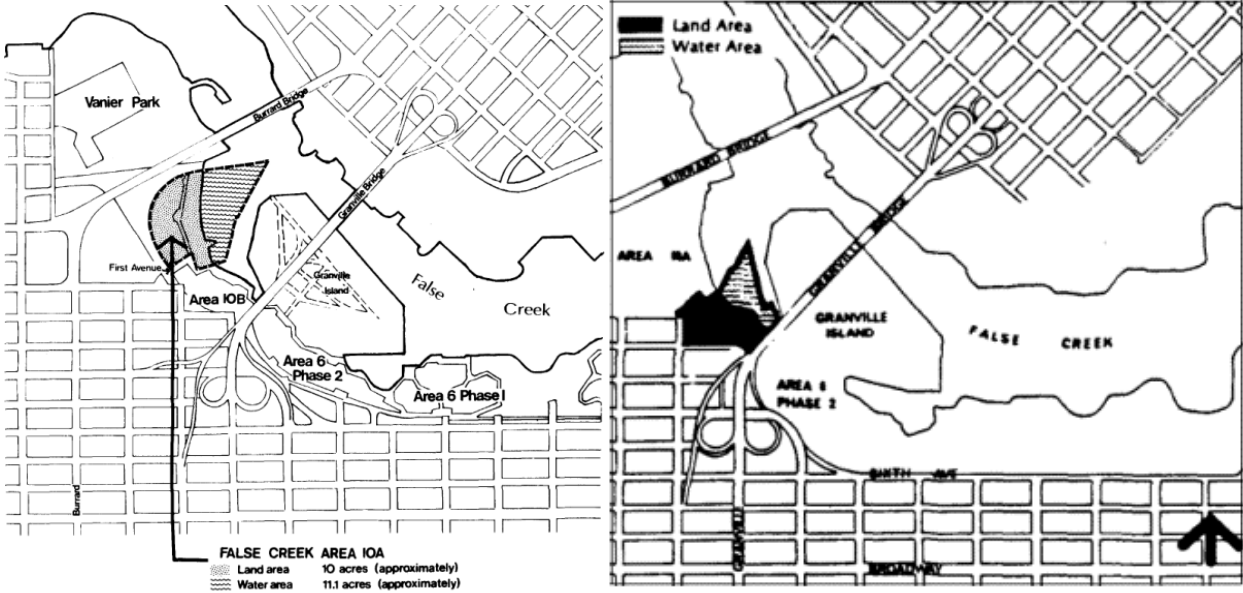 Vanier Park
Burrard Bridge
Granville Bridge
First Avenue
Granville
Island
Area 10B
False
Creek
Area 6
Phase 2
Area 6 Phase 1
Burrard
FALSE CREEK AREA 10A
Land area 10 acres (approximately)
Water area 11.1 acres (approximately)
Land Area
Water Area
BURRARD BRIDGE
GRANVILLE BRIDGE
AREA 10A
GRANVILLE
ISLAND
FALSE CREEK
AREA 6
PHASE 2
SIXTH AVE
GRANVILLE
BROADWAY